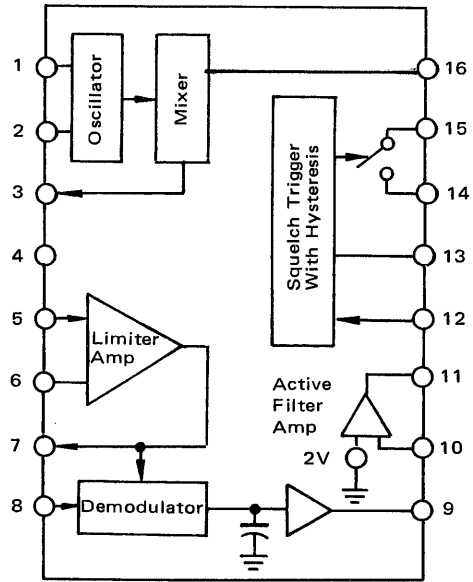 1
2
3
4
5
6
7
8
Oscillator
Mixer
Limiter
Amp
Demodulator
Squelch Trigger
With Hysteresis
Active
Filter
Amp
2V
16
15
14
13
12
11
10
9